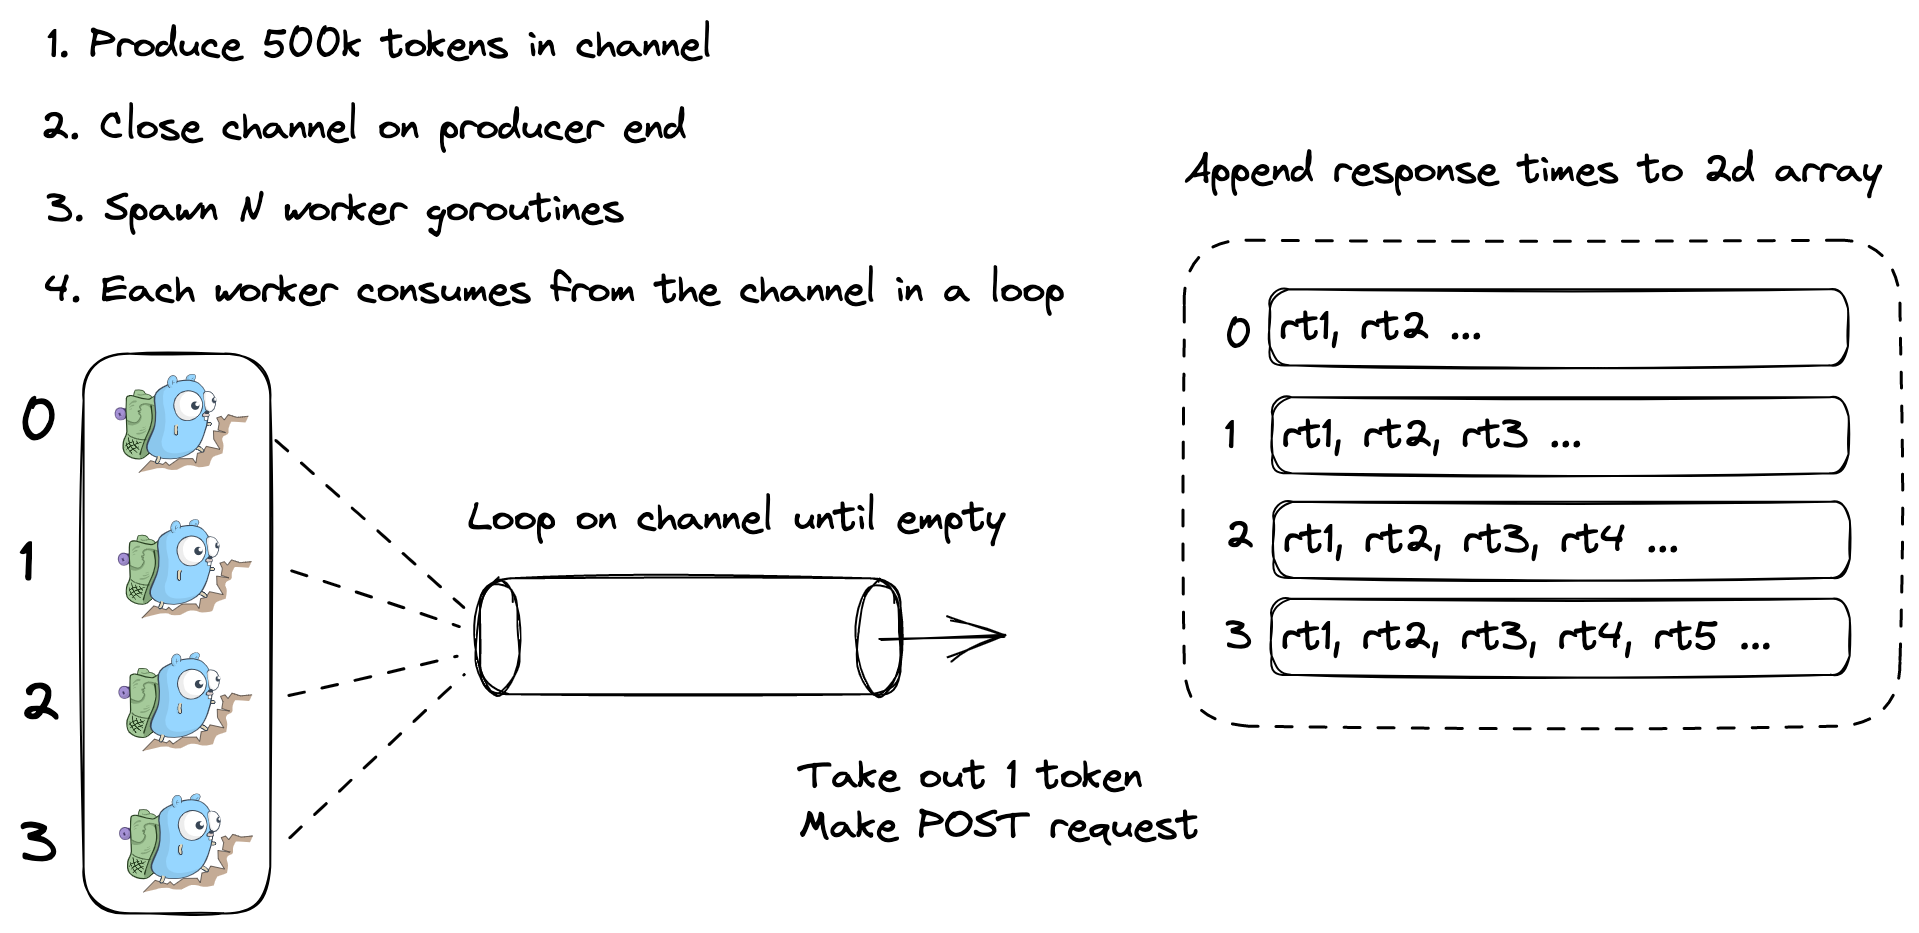 1. Produce 500k tokens in channel
2. Close channel on producer end
3. Spawn N worker goroutines
4. Each worker consumes from the channel in a loop
0
1
2
3
Loop on channel until empty
Take out 1 token
Make POST request
Append response times to 2d array
0 rt1, rt2 ...
1 rt1, rt2, rt3 ...
2 rt1, rt2, rt3, rt4 ...
3 rt1, rt2, rt3, rt4, rt5 ...